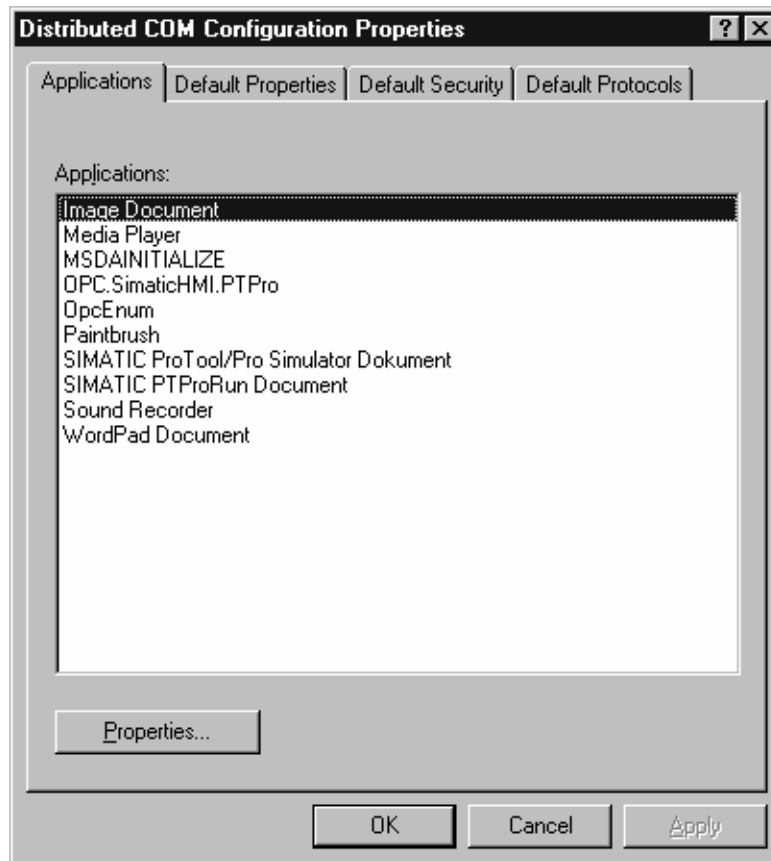 Distributed COM Configuration Properties
Applications Default Properties Default Security Default Protocols
Applications:
Image Document
Media Player
MSDAINITIALIZE
OPC.SimaticHMI.PTPro
OpcEnum
Paintbrush
SIMATIC ProTool/Pro Simulator Dokument
SIMATIC PTProRun Document
Sound Recorder
WordPad Document
Properties...
OK Cancel Apply